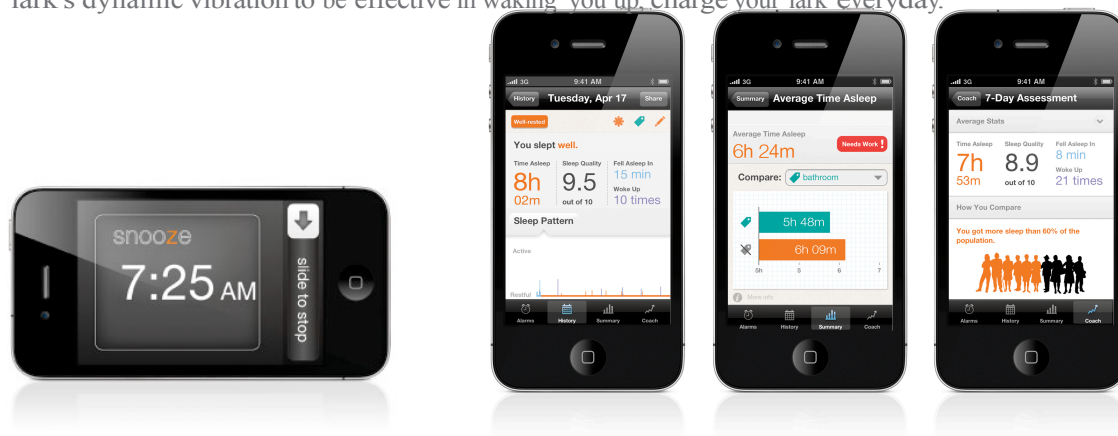 lark's dynamic vibration to be effective in waking you up, charge your lark everyday.
snooze
7:25 AM
slide to stop
3G 9:41 AM
History Tuesday, Apr 17 Share
Well-rested
You slept well.
Time Asleep Sleep Quality Fell Asleep In
8h 9.5 15 min
Woke Up
02m out of 10 10 times
Sleep Pattern
Active
Restful
Alarms History Summary Coach
3G 9:41 AM
Summary Average Time Asleep
Average Time Asleep
6h 24m Needs Work!
Compare: bathroom
5h 48m
6h 09m
5h 5 6 7
More info
Alarms History Summary Coach
3G 9:41 AM
Coach 7-Day Assessment
Average Stats
Time Asleep Sleep Quality Fell Asleep In
7h 8.9 8 min
Woke Up
53m out of 10 21 times
How You Compare
You got more sleep than 60% of the
population.
Alarms History Summary Coach